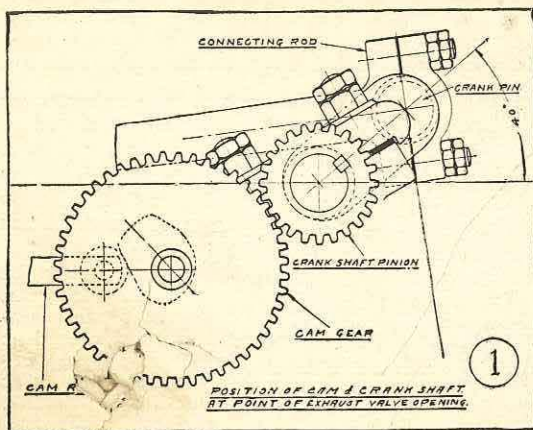 CONNECTING ROD
CRANK PIN
40°
CRANK SHAFT PINION
CAM GEAR
CAM R
1
POSITION OF CAM & CRANK SHAFT
AT POINT OF EXHAUST VALVE OPENING.